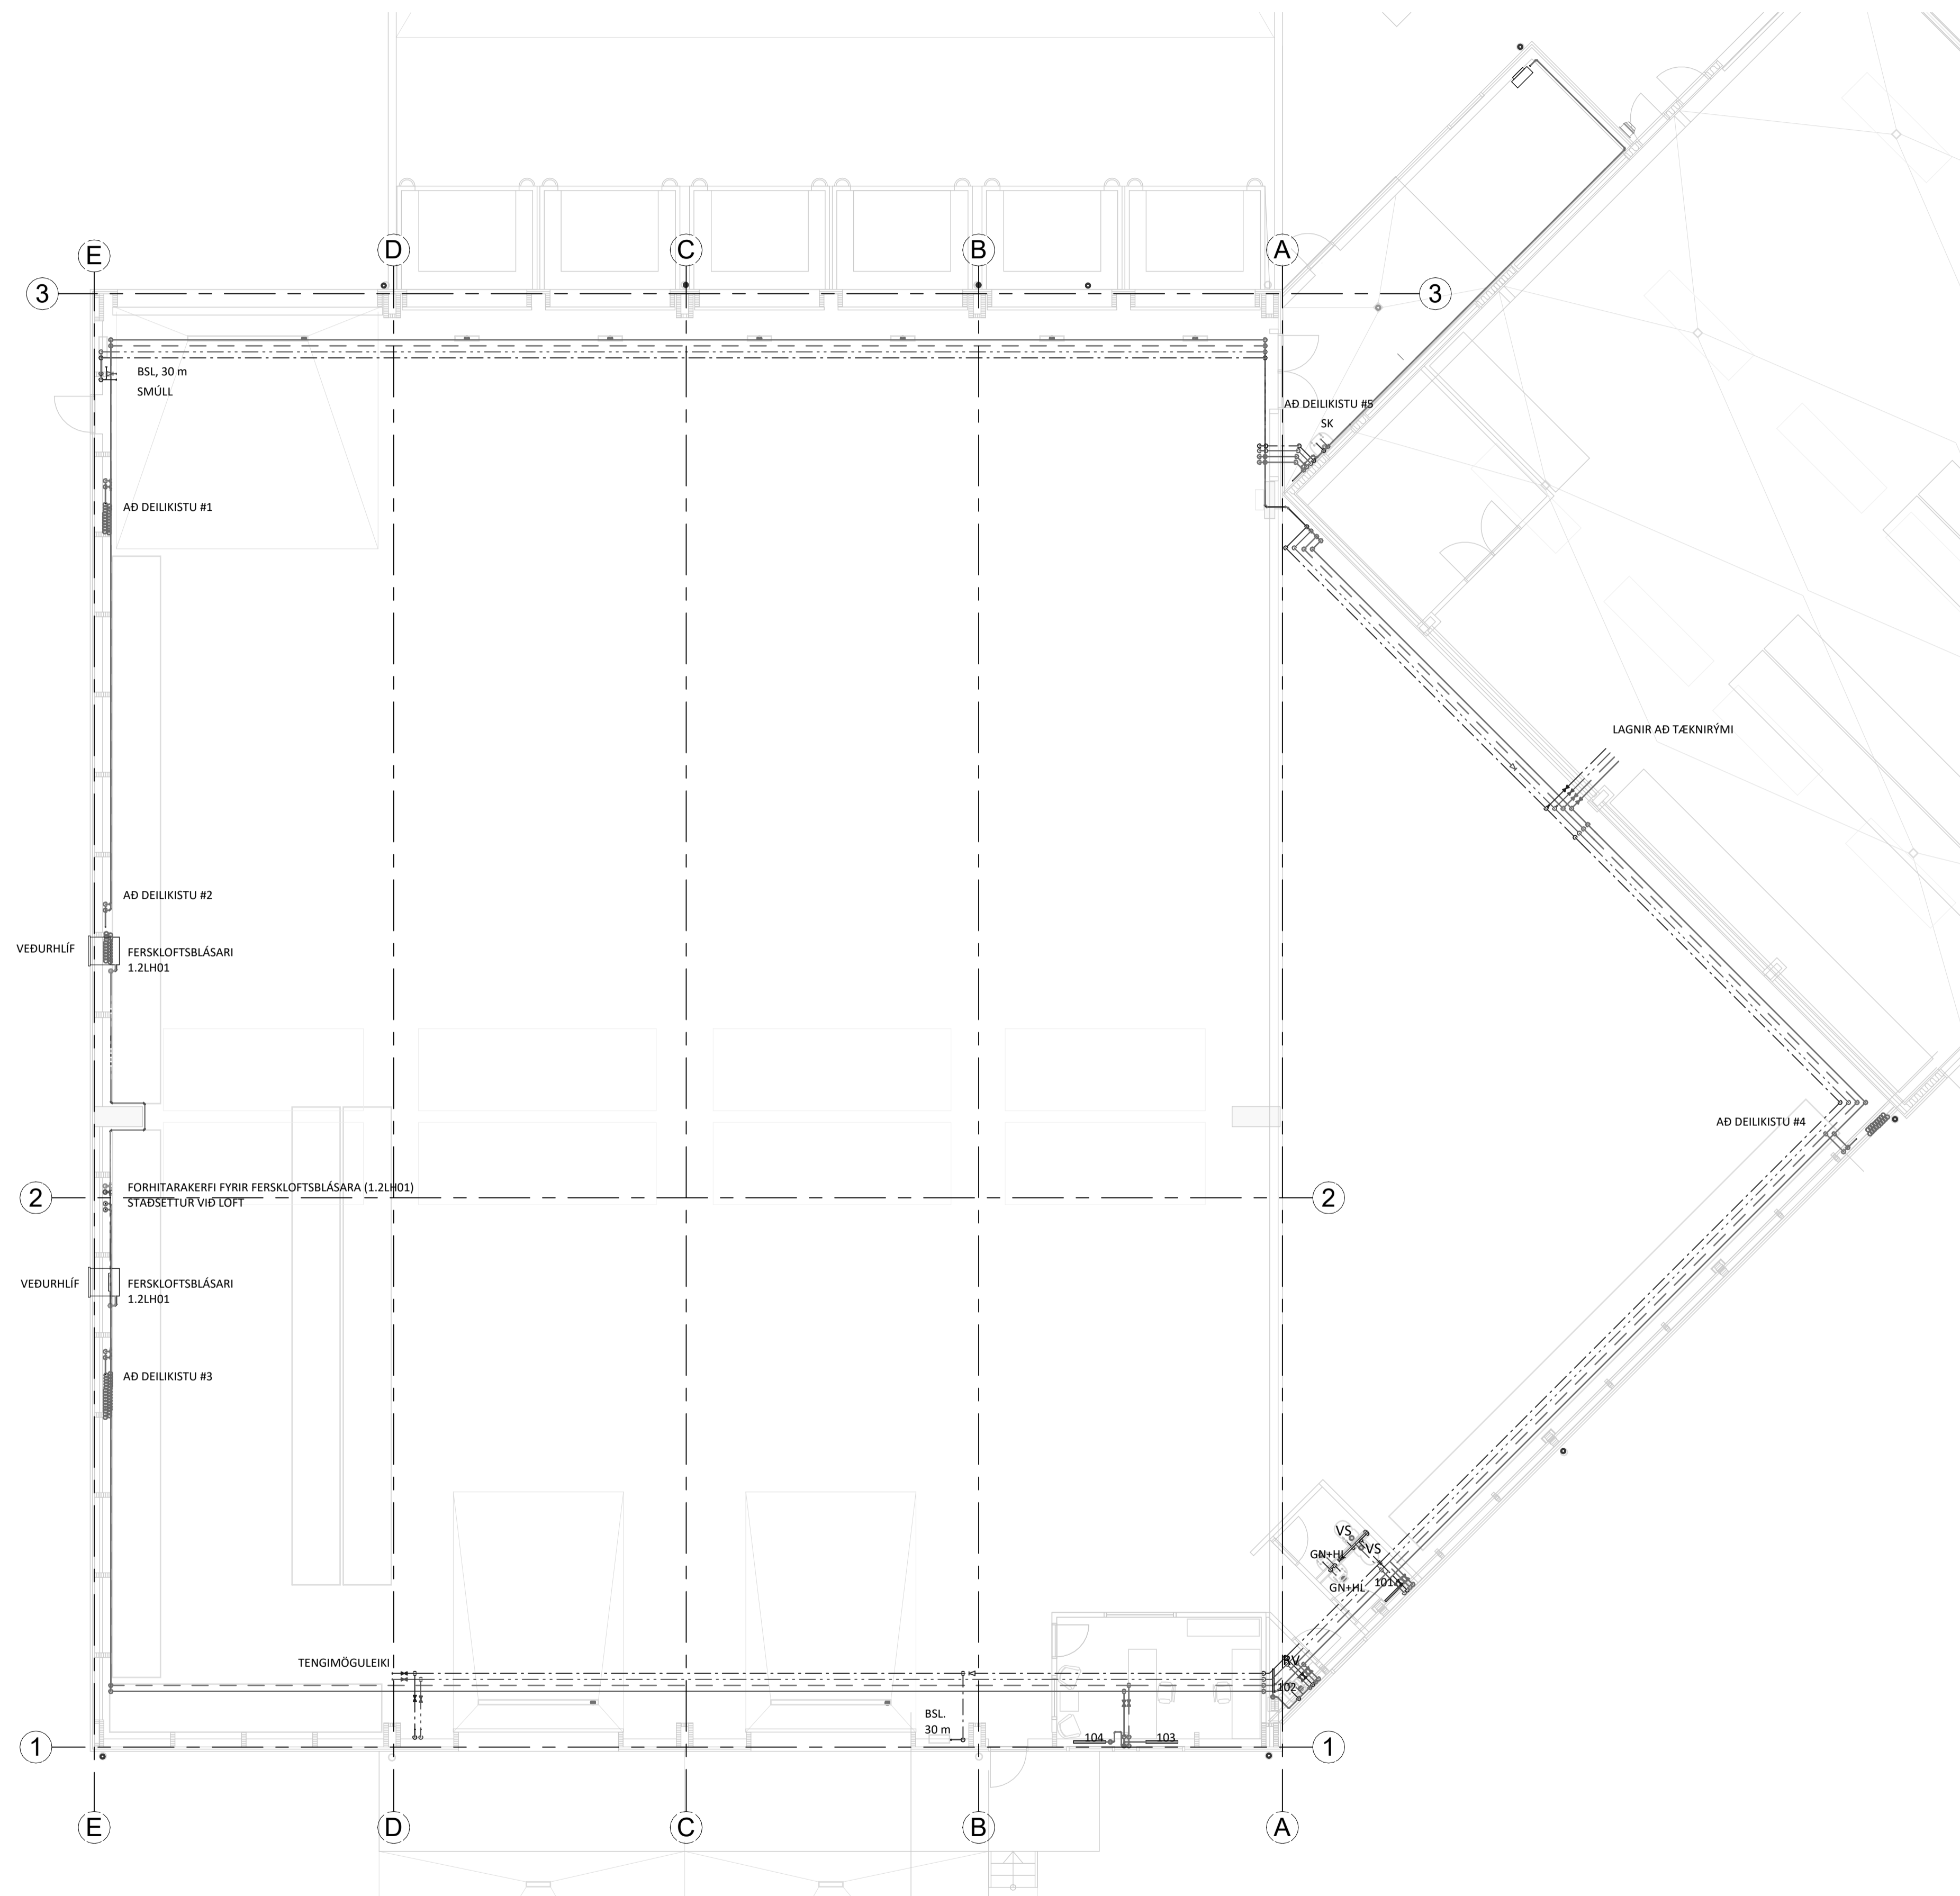 E
D
C
B
A
3
3
BSL, 30 m
SMÚLL
AÐ DEILIKISTU #5
SK
AÐ DEILIKISTU #1
LAGNIR AÐ TÆKNIRÝMI
AÐ DEILIKISTU #2
VEÐURHLÍF
FERSKLOFTSBLÁSARI
1.2LH01
AÐ DEILIKISTU #4
FORHITARAKERFI FYRIR FERSKLOFTSBLÁSARA (1.2LH01)
STAÐSETTUR VIÐ LOFT
2
2
VEÐURHLÍF
FERSKLOFTSBLÁSARI
1.2LH01
AÐ DEILIKISTU #3
VS
VS
GN+HL
GN+HL
101
TENGIMÖGULEIKI
RV
102
BSL.
30 m
104
103
1
1
E
D
C
B
A